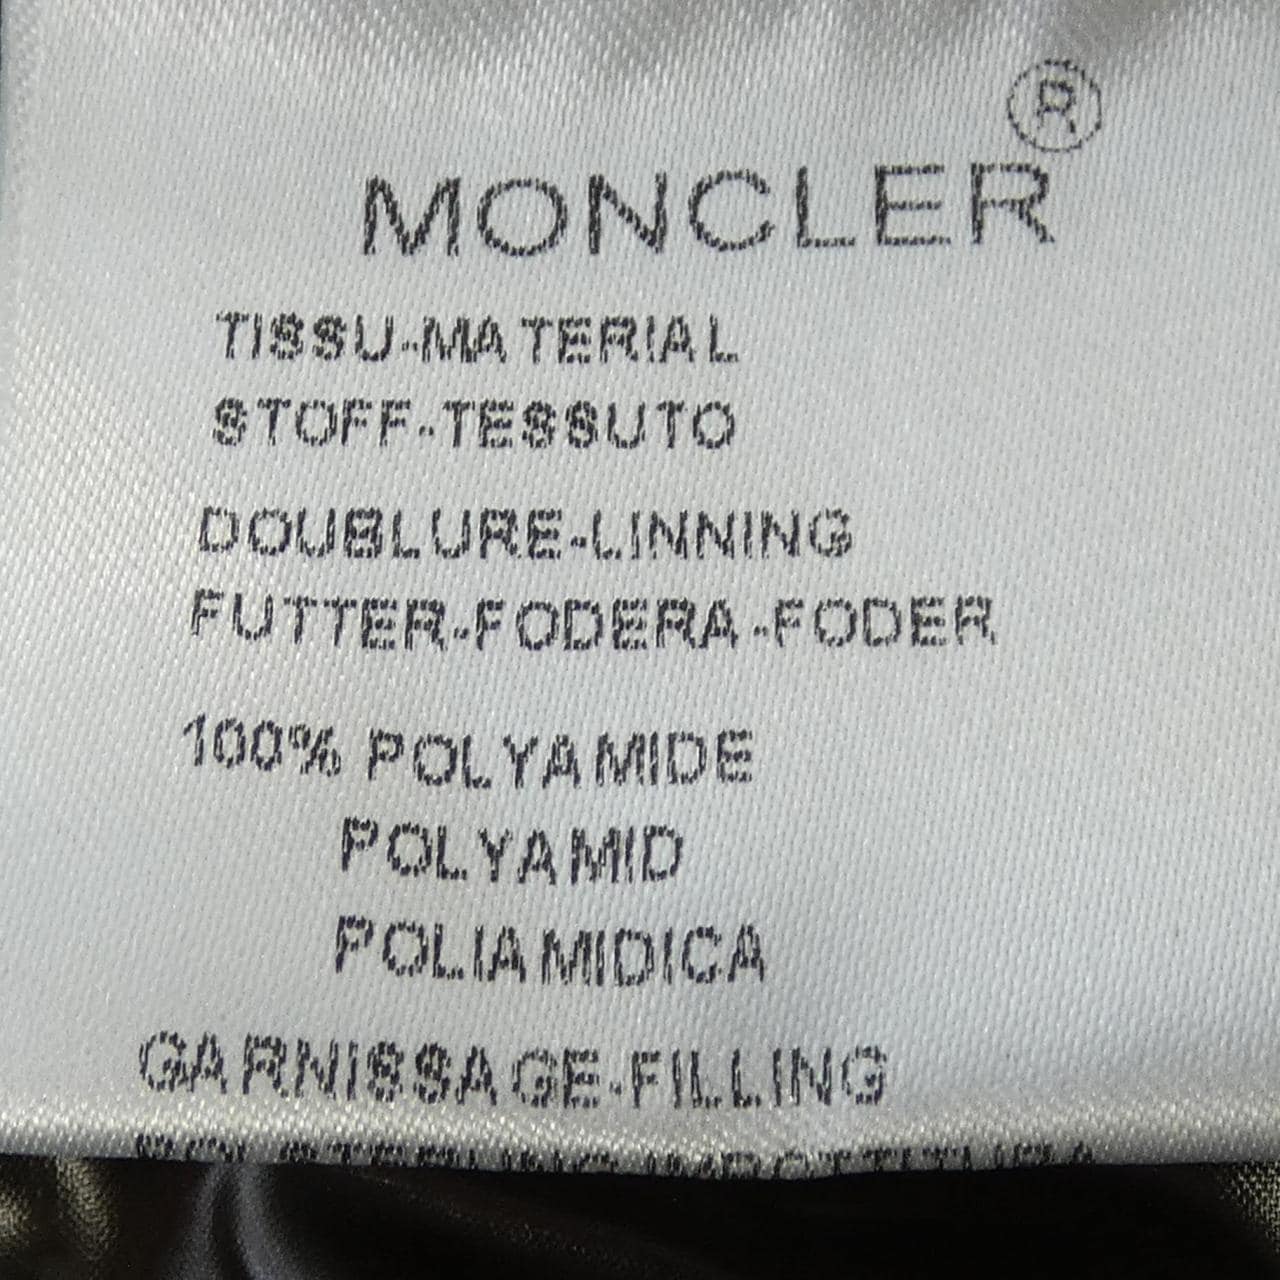 ®
MONCLER
TISSU-MATERIAL
STOFF-TESSUTO
DOUBLURE-LINNING
FUTTER-FODERA-FODER
100% POLYAMIDE
POLYAMID
POLIAMIDICA
GARNISSAGE-FILLING